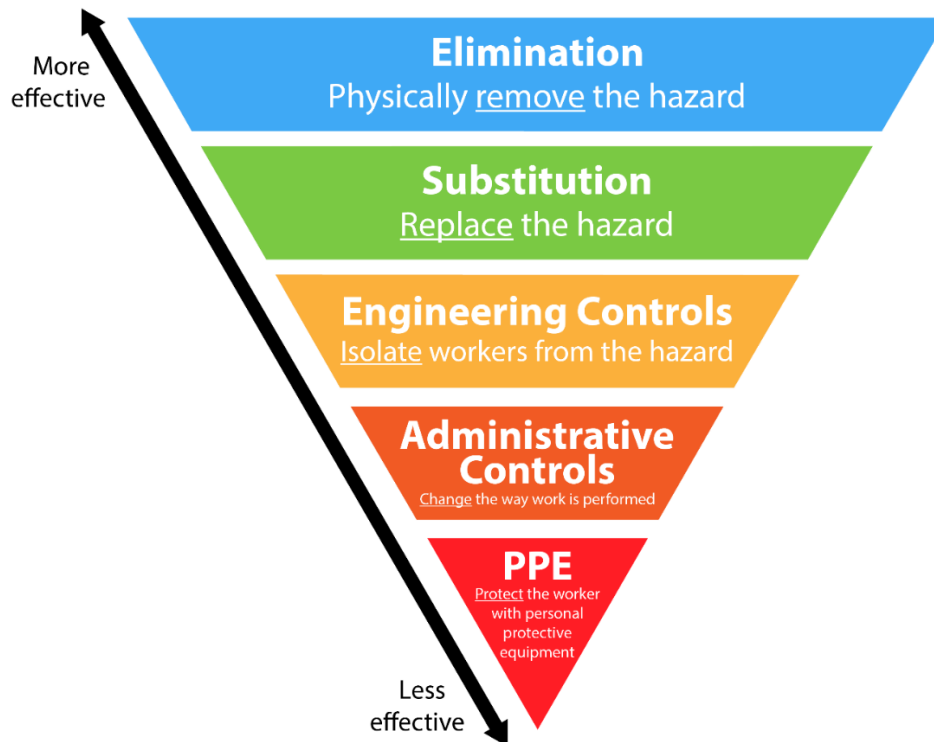 More
effective
Elimination
Physically remove the hazard
Substitution
Replace the hazard
Engineering Controls
Isolate workers from the hazard
Administrative
Controls
Change the way work is performed
PPE
Protect the worker
with personal
protective
equipment
Less
effective